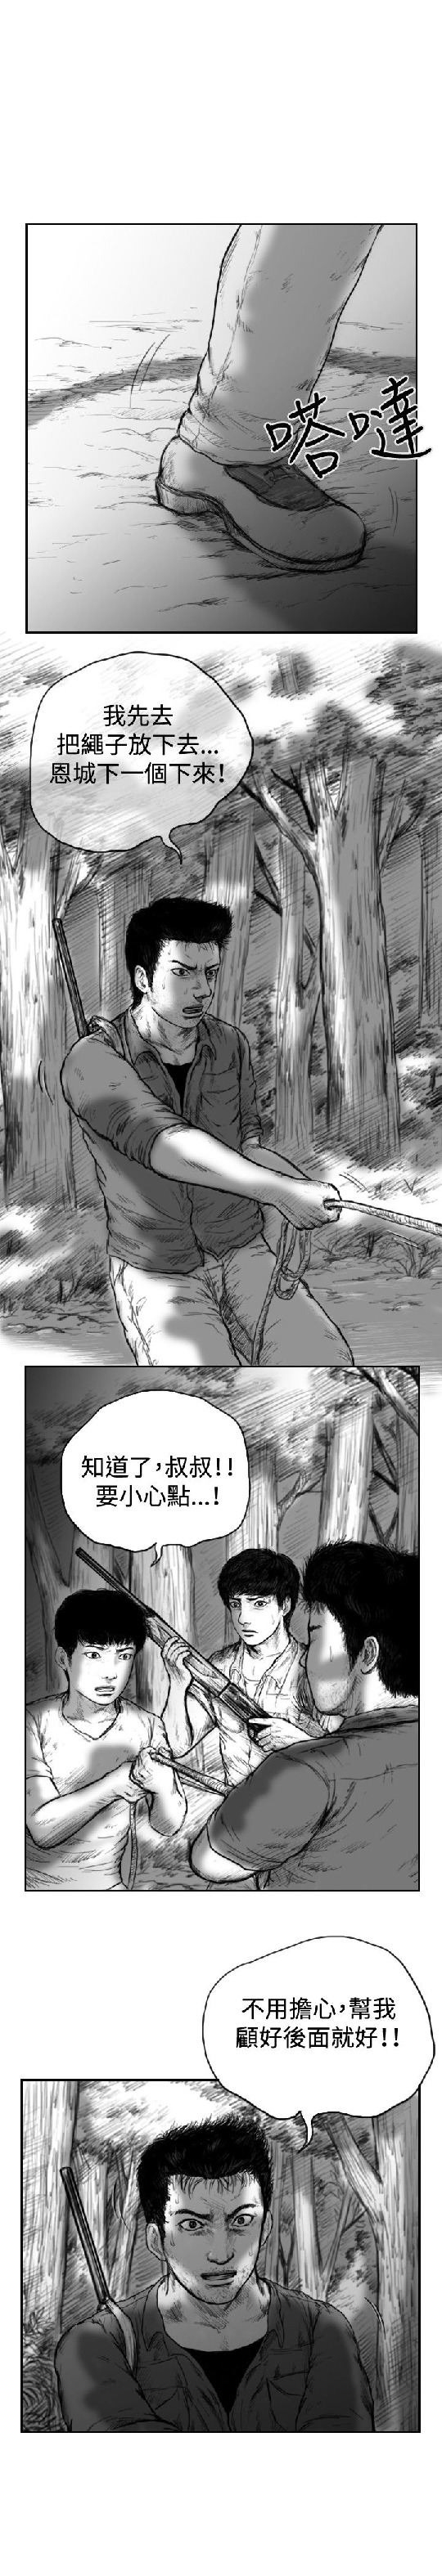 嗒噠
我先去
把繩子放下去…
恩城下一個下來！
知道了，叔叔！！
要小心點…！
不用擔心，幫我
顧好後面就好！！